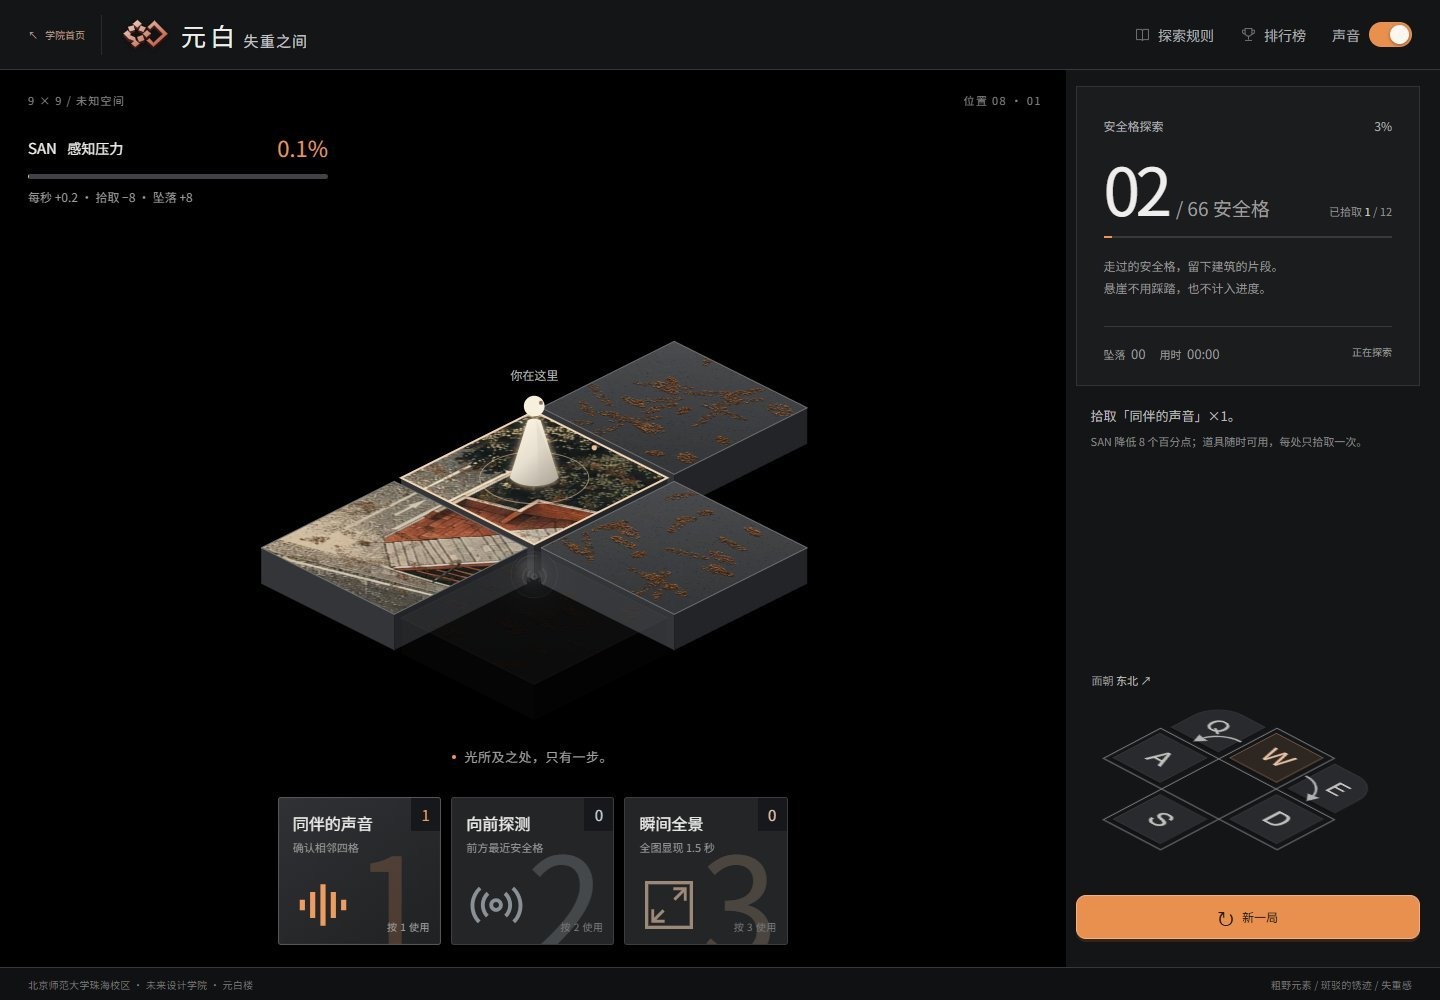 ↖ 学院首页
元白 失重之间
探索规则
排行榜
声音
9 × 9 / 未知空间
位置 08 · 01
SAN 感知压力 0.1%
每秒 +0.2 · 拾取 −8 · 坠落 +8
安全格探索 3%
02 / 66 安全格
已拾取 1 / 12
走过的安全格，留下建筑的片段。
悬崖不用踩踏，也不计入进度。
坠落 00 用时 00:00
正在探索
拾取「同伴的声音」×1。
SAN 降低 8 个百分点；道具随时可用，每处只拾取一次。
你在这里
光所及之处，只有一步。
同伴的声音 1
确认相邻四格
1
按 1 使用
向前探测 0
前方最近安全格
2
按 2 使用
瞬间全景 0
全图显现 1.5 秒
3
按 3 使用
面朝 东北 ↗
Q
A
W
E
S
D
新一局
北京师范大学珠海校区 · 未来设计学院 · 元白楼
粗野元素 / 斑驳的锈迹 / 失重感